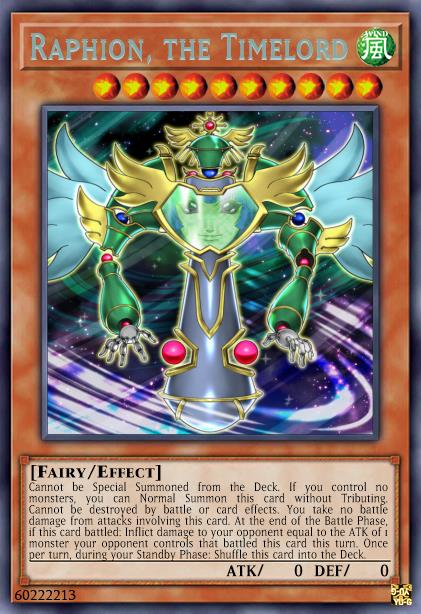 RAPHION, THE TIMELORD
WIND
風
[FAIRY/EFFECT]
Cannot be Special Summoned from the Deck. If you control no
monsters, you can Normal Summon this card without Tributing.
Cannot be destroyed by battle or card effects. You take no battle
damage from attacks involving this card. At the end of the Battle Phase,
if this card battled: Inflict damage to your opponent equal to the ATK of 1
monster your opponent controls that battled this card this turn. Once
per turn, during your Standby Phase: Shuffle this card into the Deck.
ATK/ 0 DEF/ 0
60222213